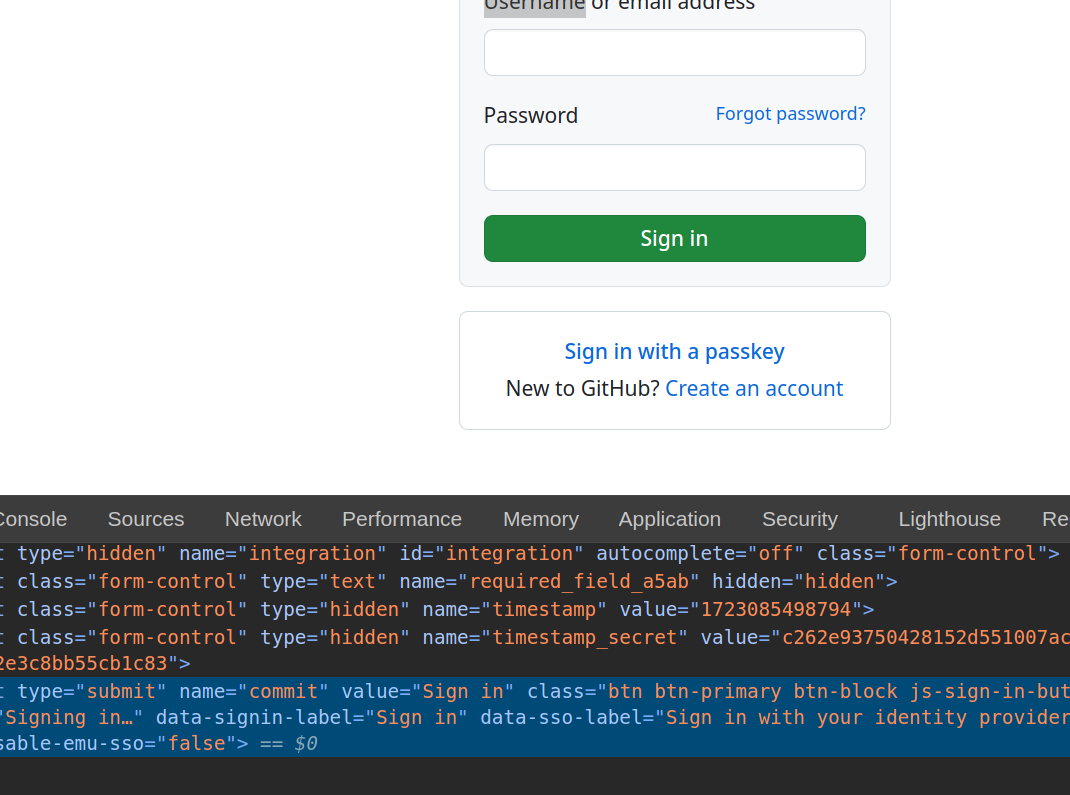 Username or email address
Password
Forgot password?
Sign in
Sign in with a passkey
New to GitHub? Create an account
Console Sources Network Performance Memory Application Security Lighthouse Re
t type="hidden" name="integration" id="integration" autocomplete="off" class="form-control">
t class="form-control" type="text" name="required_field_a5ab" hidden="hidden">
t class="form-control" type="hidden" name="timestamp" value="1723085498794">
t class="form-control" type="hidden" name="timestamp_secret" value="c262e93750428152d551007ac
2e3c8bb55cb1c83">
t type="submit" name="commit" value="Sign in" class="btn btn-primary btn-block js-sign-in-but
"Signing in…" data-signin-label="Sign in" data-sso-label="Sign in with your identity provider
sable-emu-sso="false"> == $0